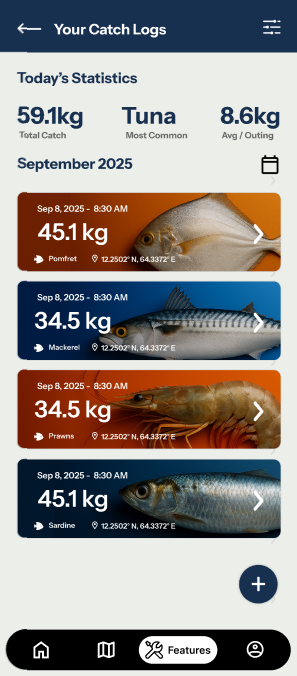 Your Catch Logs
Today's Statistics
59.1kg Tuna 8.6kg
Total Catch Most Common Avg / Outing
September 2025
Sep 8, 2025 - 8:30 AM
45.1 kg
Pomfret 12.2502° N, 64.3372° E
Sep 8, 2025 - 8:30 AM
34.5 kg
Mackerel 12.2502° N, 64.3372° E
Sep 8, 2025 - 8:30 AM
34.5 kg
Prawns 12.2502° N, 64.3372° E
Sep 8, 2025 - 8:30 AM
45.1 kg
Sardine 12.2502° N, 64.3372° E
Features